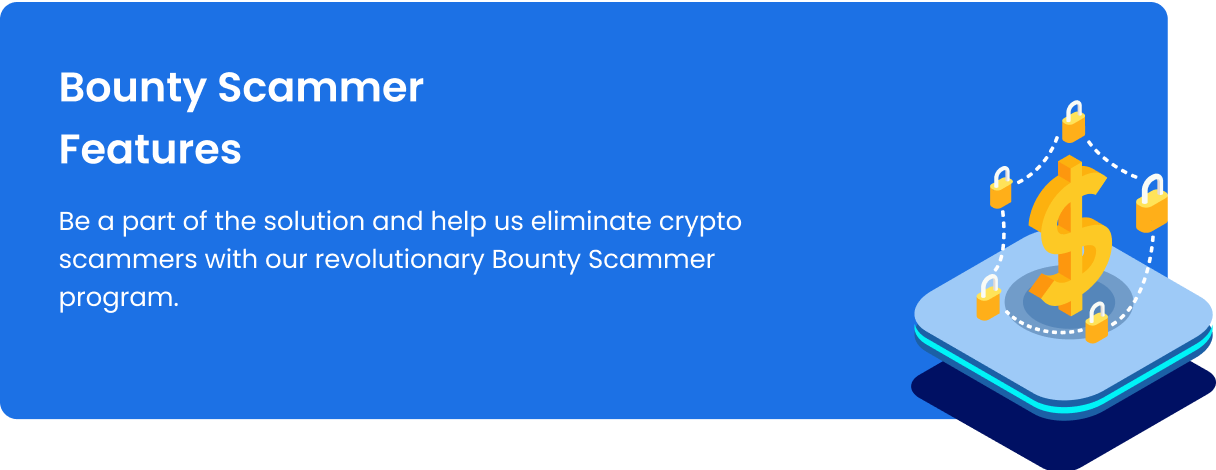 Bounty Scammer
Features
Be a part of the solution and help us eliminate crypto
scammers with our revolutionary Bounty Scammer
program.